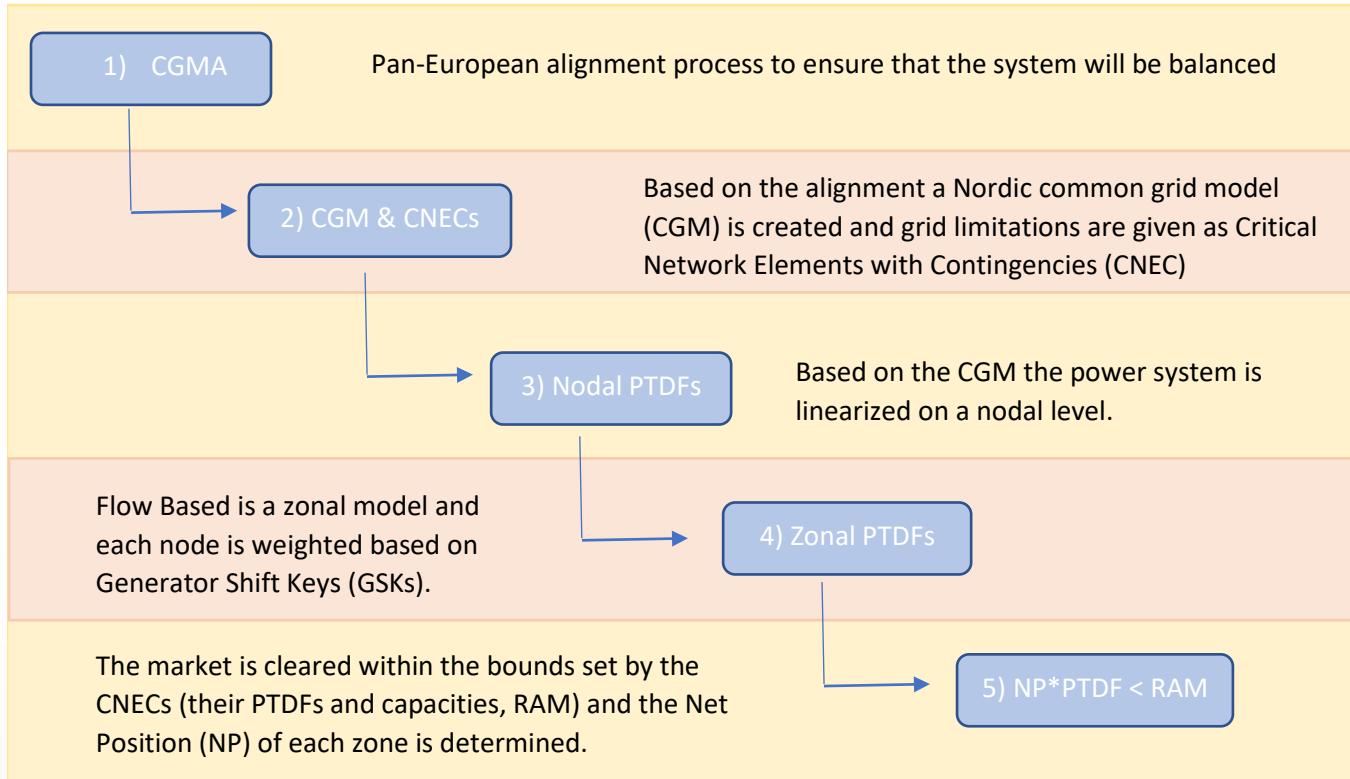 1) CGMA
Pan-European alignment process to ensure that the system will be balanced
2) CGM & CNECs
Based on the alignment a Nordic common grid model
(CGM) is created and grid limitations are given as Critical
Network Elements with Contingencies (CNEC)
3) Nodal PTDFs
Based on the CGM the power system is
linearized on a nodal level.
Flow Based is a zonal model and
each node is weighted based on
Generator Shift Keys (GSKs).
4) Zonal PTDFs
The market is cleared within the bounds set by the
CNECs (their PTDFs and capacities, RAM) and the Net
Position (NP) of each zone is determined.
5) NP*PTDF < RAM